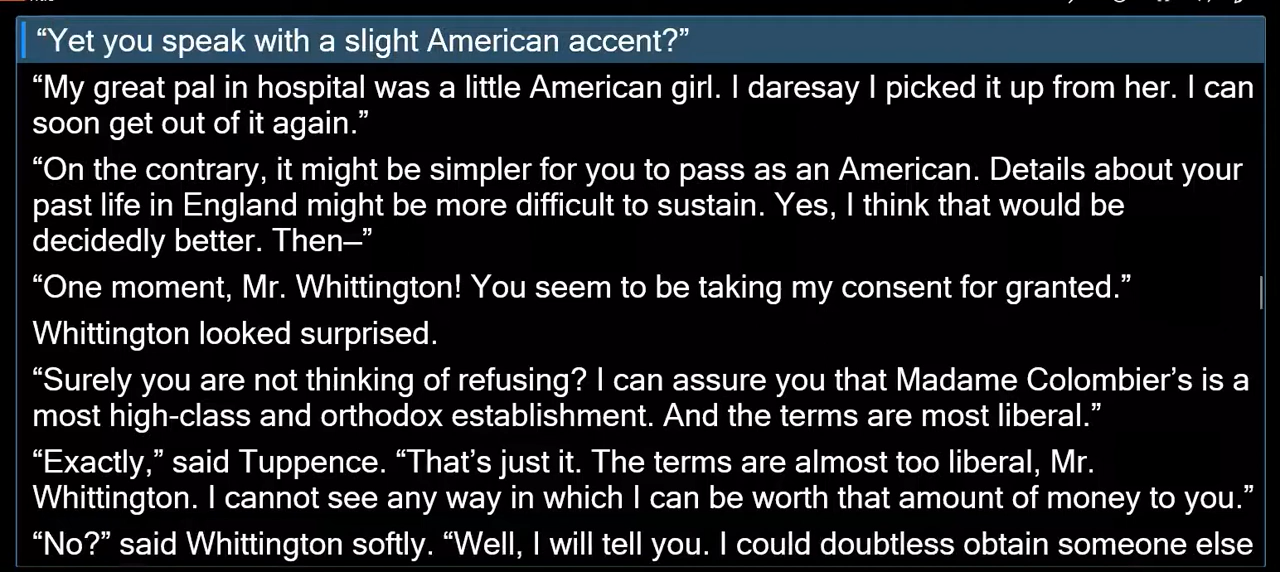 “Yet you speak with a slight American accent?”
“My great pal in hospital was a little American girl. I daresay I picked it up from her. I can
soon get out of it again.”
“On the contrary, it might be simpler for you to pass as an American. Details about your
past life in England might be more difficult to sustain. Yes, I think that would be
decidedly better. Then—”
“One moment, Mr. Whittington! You seem to be taking my consent for granted.”
Whittington looked surprised.
“Surely you are not thinking of refusing? I can assure you that Madame Colombier’s is a
most high-class and orthodox establishment. And the terms are most liberal.”
“Exactly,” said Tuppence. “That’s just it. The terms are almost too liberal, Mr.
Whittington. I cannot see any way in which I can be worth that amount of money to you.”
“No?” said Whittington softly. “Well, I will tell you. I could doubtless obtain someone else